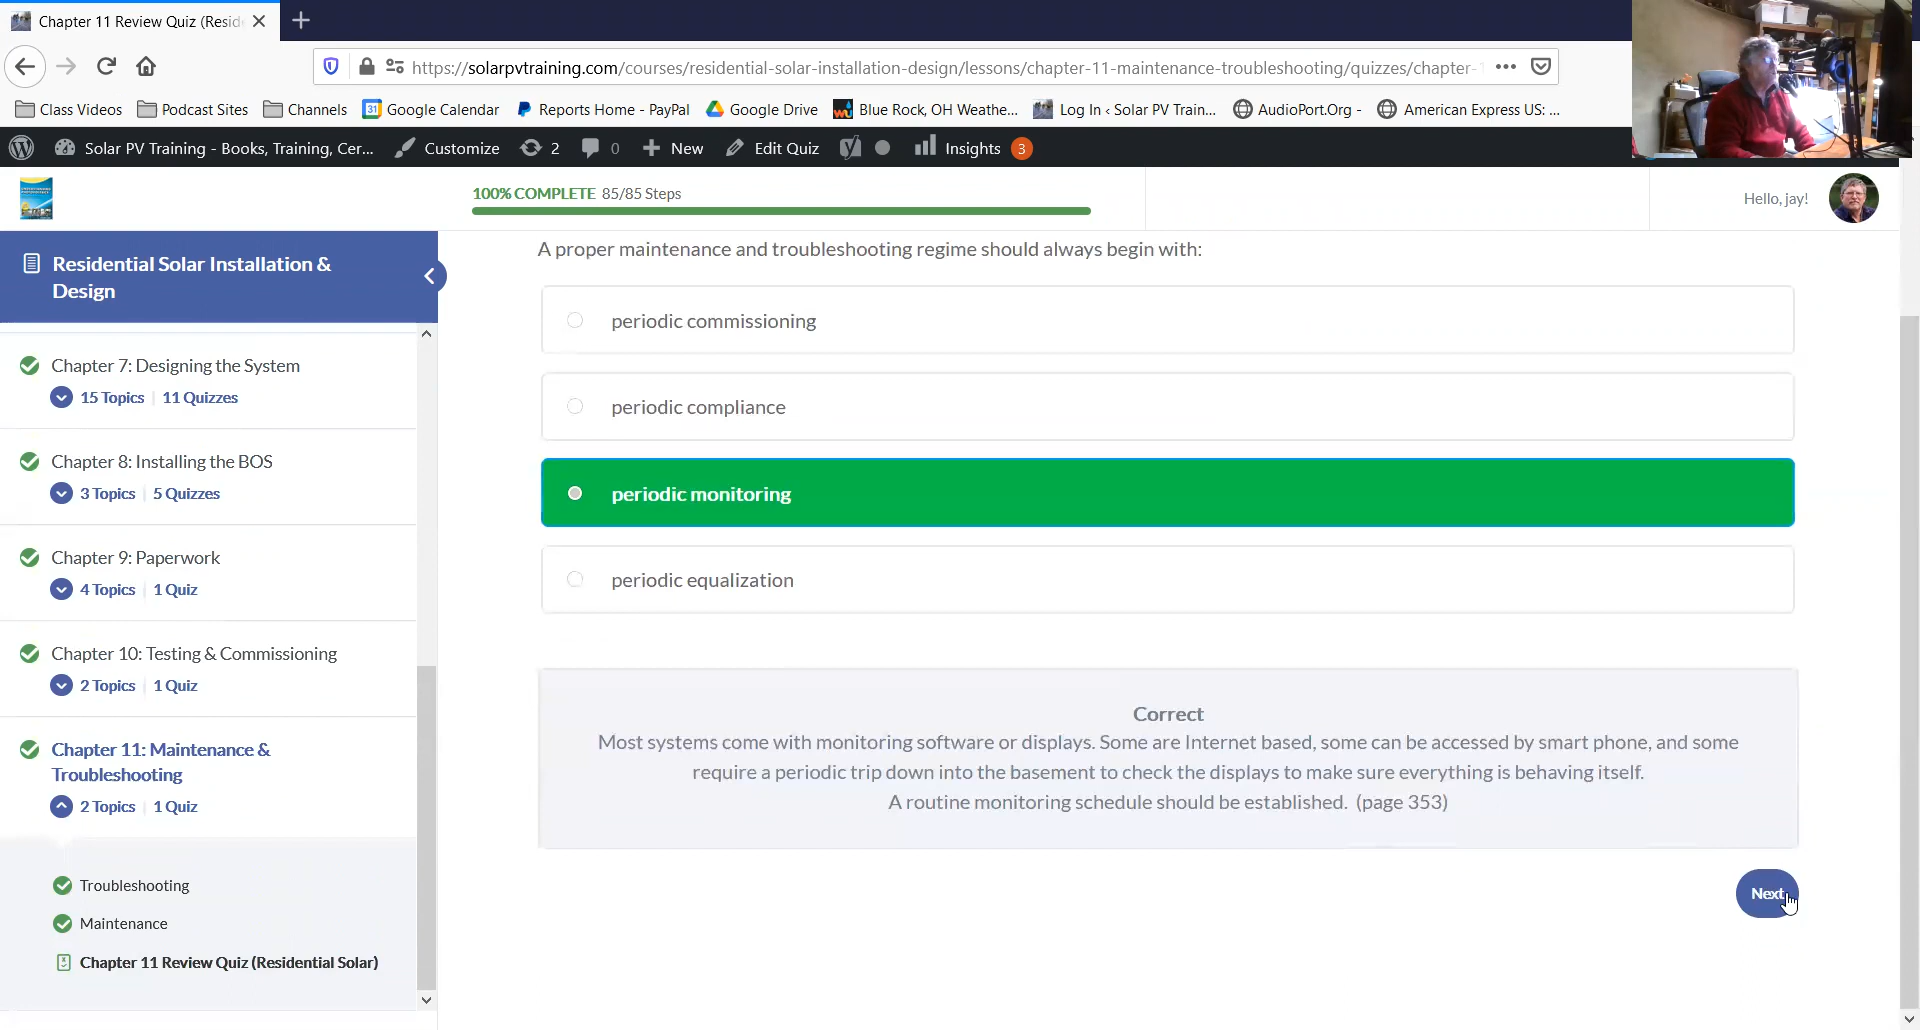 Chapter 11 Review Quiz (Resid
https://solarpvtraining.com/courses/residential-solar-installation-design/lessons/chapter-11-maintenance-troubleshooting/quizzes/chapter-
Class Videos Podcast Sites Channels 31 Google Calendar Reports Home - PayPal Google Drive Blue Rock, OH Weathe... Log In ‹ Solar PV Train... AudioPort.Org - American Express US: ...
Solar PV Training - Books, Training, Cer... Customize 2 0 New Edit Quiz Insights 3
100% COMPLETE 85/85 Steps
Hello, jay!
Residential Solar Installation &
Design
Chapter 7: Designing the System
15 Topics | 11 Quizzes
Chapter 8: Installing the BOS
3 Topics | 5 Quizzes
Chapter 9: Paperwork
4 Topics | 1 Quiz
Chapter 10: Testing & Commissioning
2 Topics | 1 Quiz
Chapter 11: Maintenance &
Troubleshooting
2 Topics | 1 Quiz
Troubleshooting
Maintenance
Chapter 11 Review Quiz (Residential Solar)
A proper maintenance and troubleshooting regime should always begin with:
periodic commissioning
periodic compliance
periodic monitoring
periodic equalization
Correct
Most systems come with monitoring software or displays. Some are Internet based, some can be accessed by smart phone, and some
require a periodic trip down into the basement to check the displays to make sure everything is behaving itself.
A routine monitoring schedule should be established. (page 353)
Next